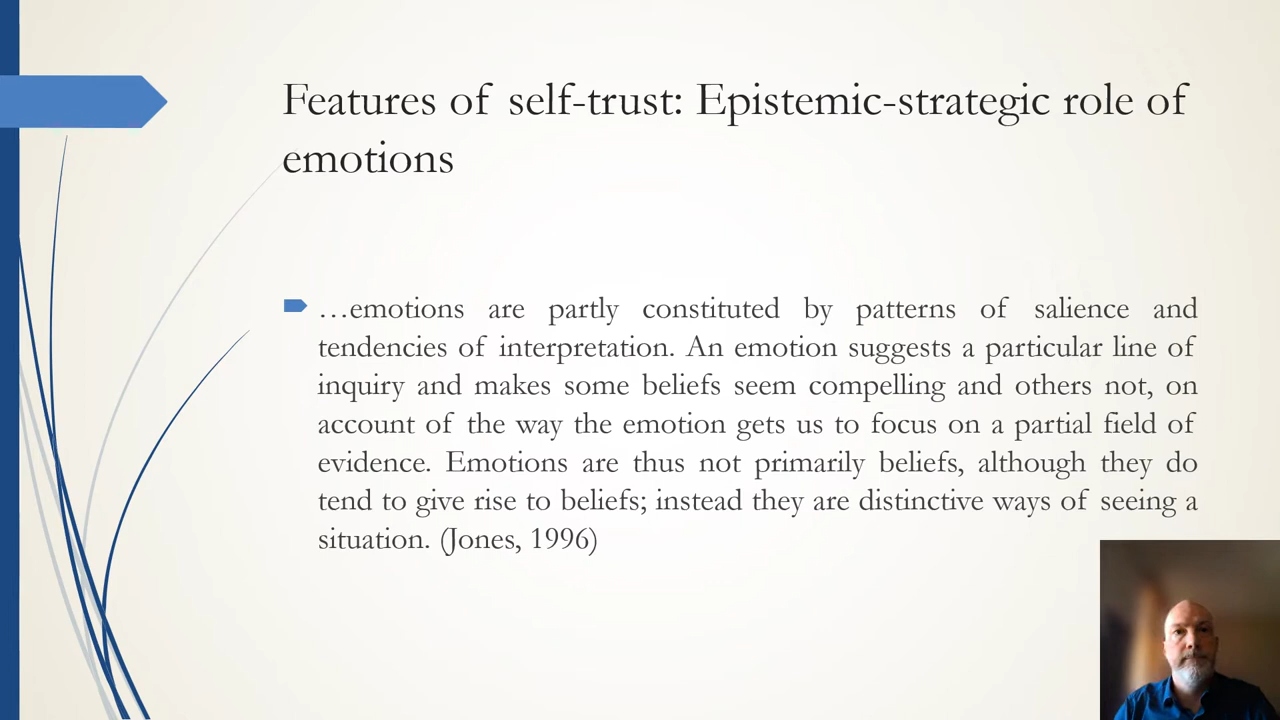 Features of self-trust: Epistemic-strategic role of
emotions
…emotions are partly constituted by patterns of salience and
tendencies of interpretation. An emotion suggests a particular line of
inquiry and makes some beliefs seem compelling and others not, on
account of the way the emotion gets us to focus on a partial field of
evidence. Emotions are thus not primarily beliefs, although they do
tend to give rise to beliefs; instead they are distinctive ways of seeing a
situation. (Jones, 1996)